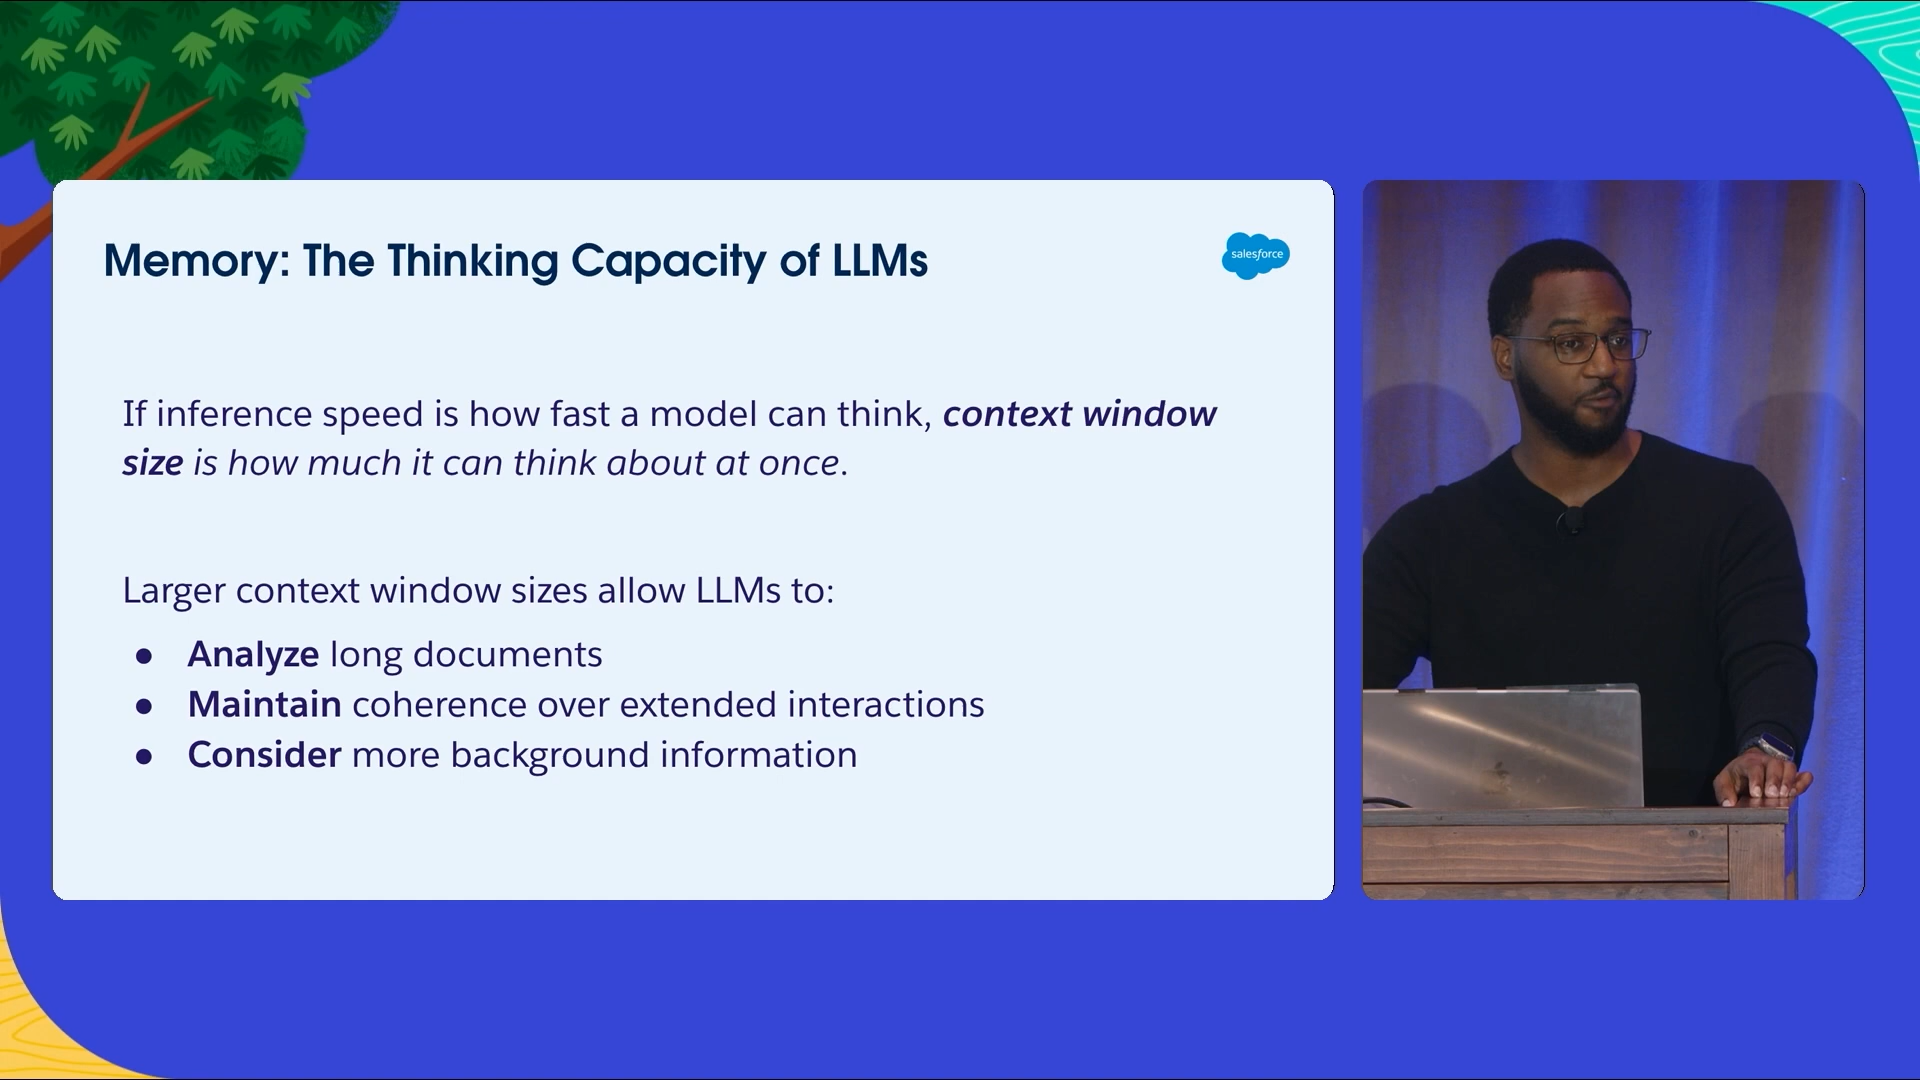 Memory: The Thinking Capacity of LLMs
salesforce
If inference speed is how fast a model can think, context window
size is how much it can think about at once.
Larger context window sizes allow LLMs to:
● Analyze long documents
● Maintain coherence over extended interactions
● Consider more background information